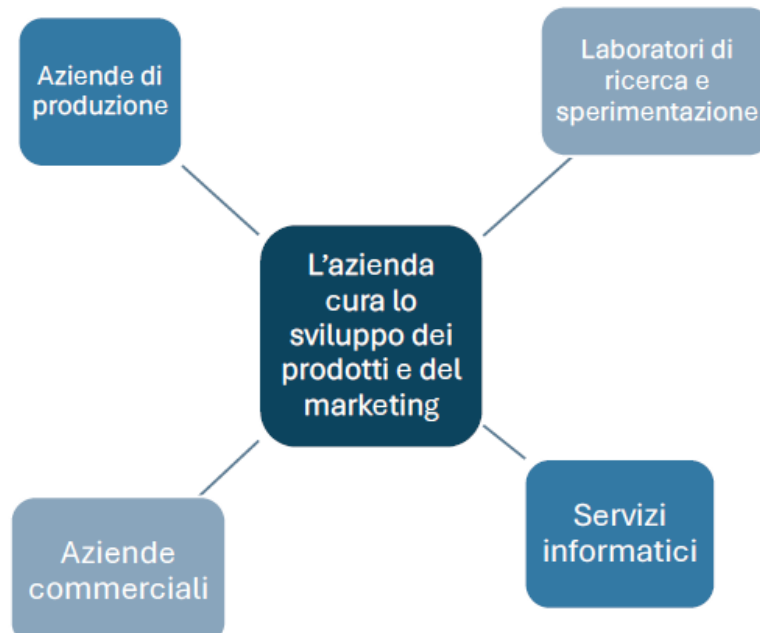 Aziende di
produzione
Laboratori di
ricerca e
sperimentazione
L’azienda
cura lo
sviluppo dei
prodotti e del
marketing
Aziende
commerciali
Servizi
informatici